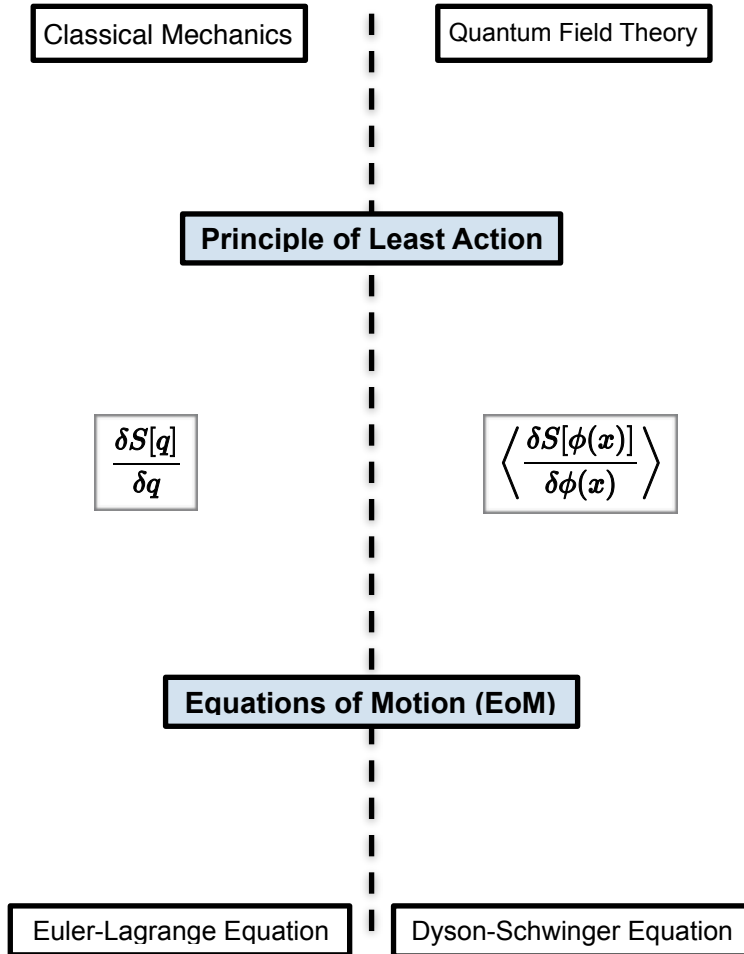 Classical Mechanics
Quantum Field Theory
Principle of Least Action
δS[q]
δq
⟨ δS[ϕ(x)] ⟩
δϕ(x)
Equations of Motion (EoM)
Euler-Lagrange Equation
Dyson-Schwinger Equation